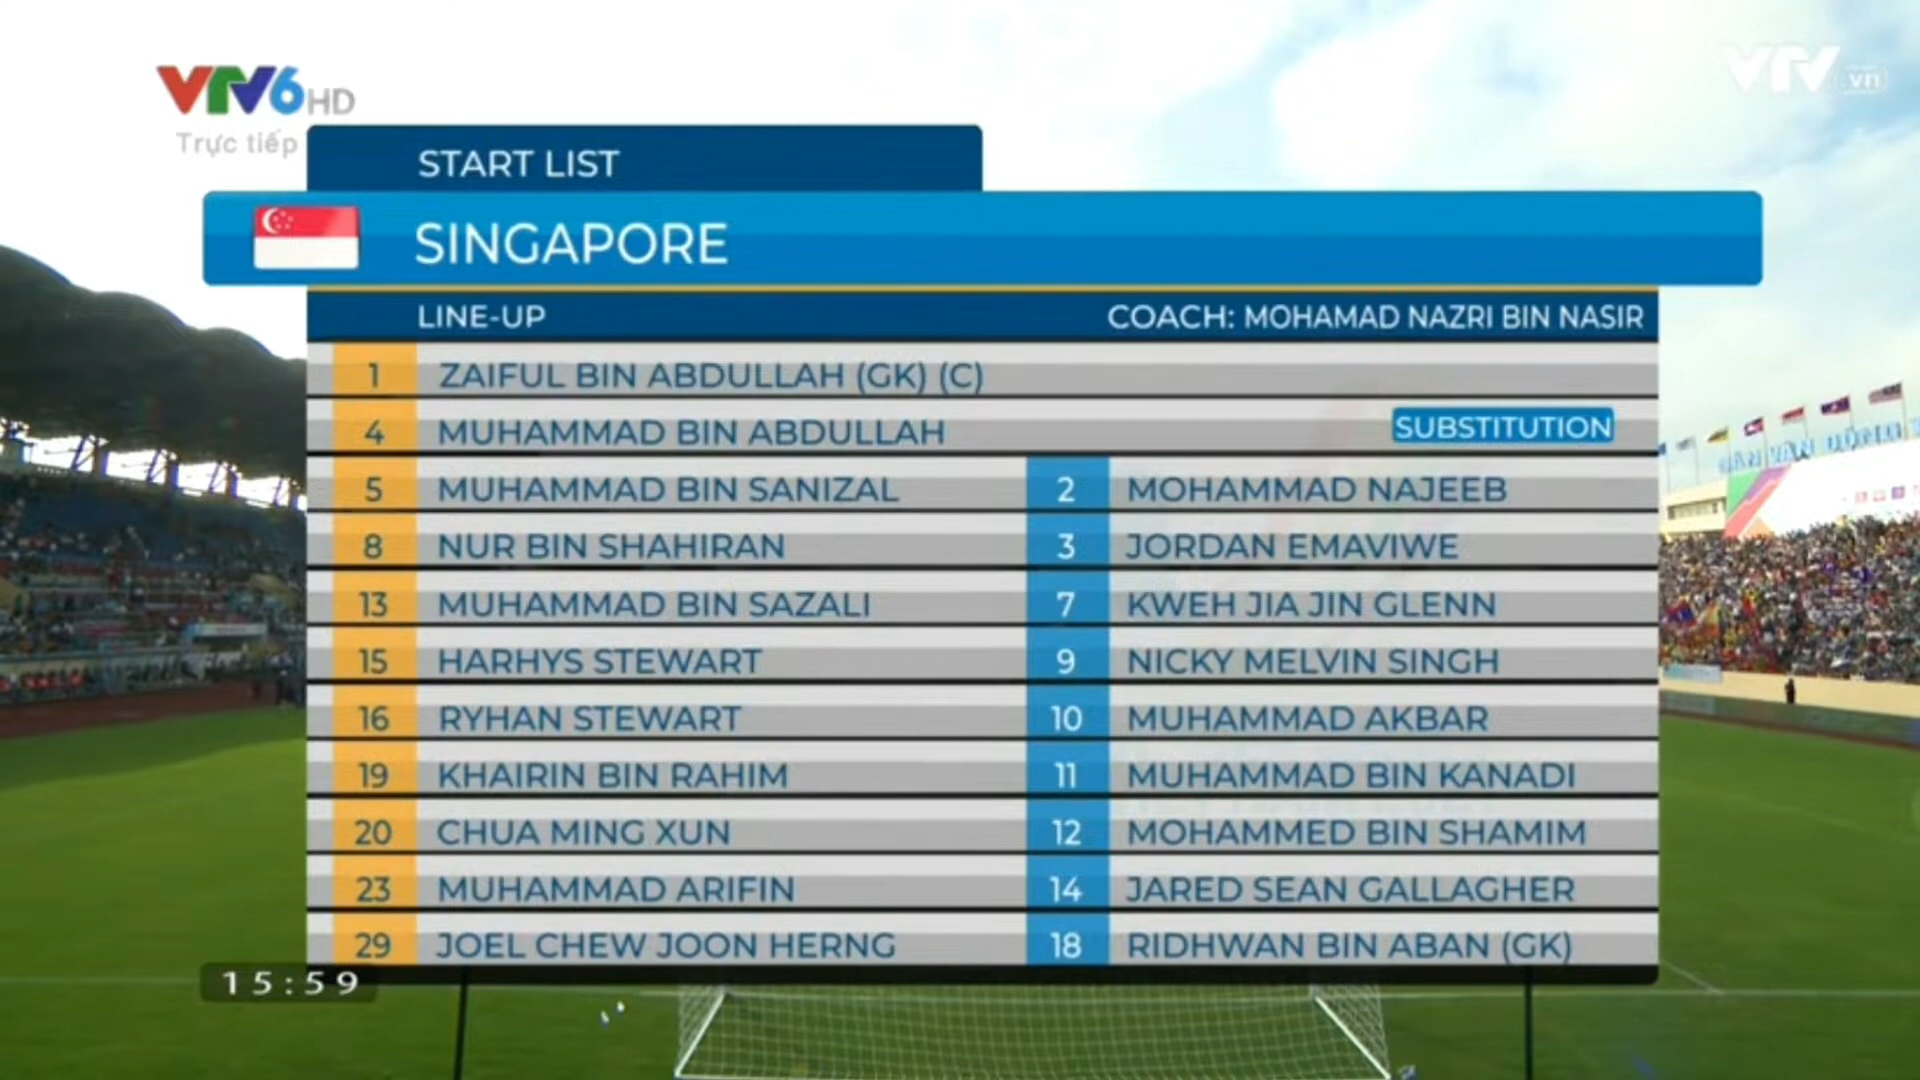 VTV6 HD
Trực tiếp
VTV.vn
START LIST
SINGAPORE
LINE-UP
COACH: MOHAMAD NAZRI BIN NASIR
1 ZAIFUL BIN ABDULLAH (GK) (C)
4 MUHAMMAD BIN ABDULLAH
5 MUHAMMAD BIN SANIZAL
8 NUR BIN SHAHIRAN
13 MUHAMMAD BIN SAZALI
15 HARHYS STEWART
16 RYHAN STEWART
19 KHAIRIN BIN RAHIM
20 CHUA MING XUN
23 MUHAMMAD ARIFIN
29 JOEL CHEW JOON HERNG
SUBSTITUTION
2 MOHAMMAD NAJEEB
3 JORDAN EMAVIWE
7 KWEH JIA JIN GLENN
9 NICKY MELVIN SINGH
10 MUHAMMAD AKBAR
11 MUHAMMAD BIN KANADI
12 MOHAMMED BIN SHAMIM
14 JARED SEAN GALLAGHER
18 RIDHWAN BIN ABAN (GK)
15:59